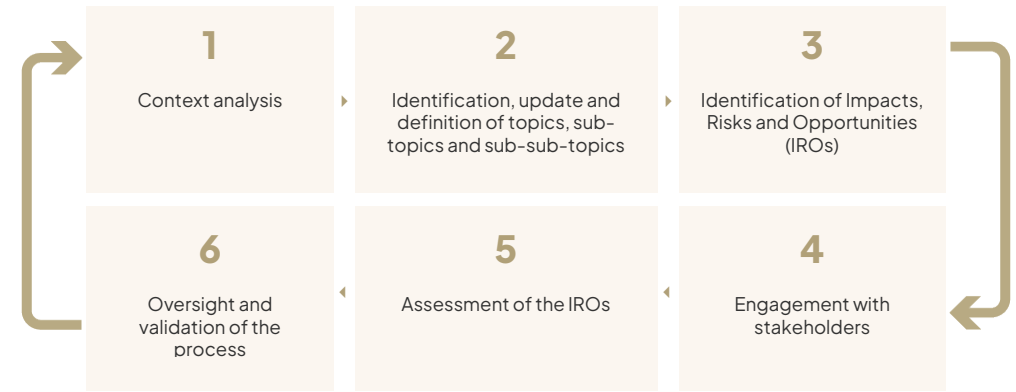 1
Context analysis
2
Identification, update and
definition of topics, sub-
topics and sub-sub-topics
3
Identification of Impacts,
Risks and Opportunities
(IROs)
4
Engagement with
stakeholders
5
Assessment of the IROs
6
Oversight and
validation of the
process